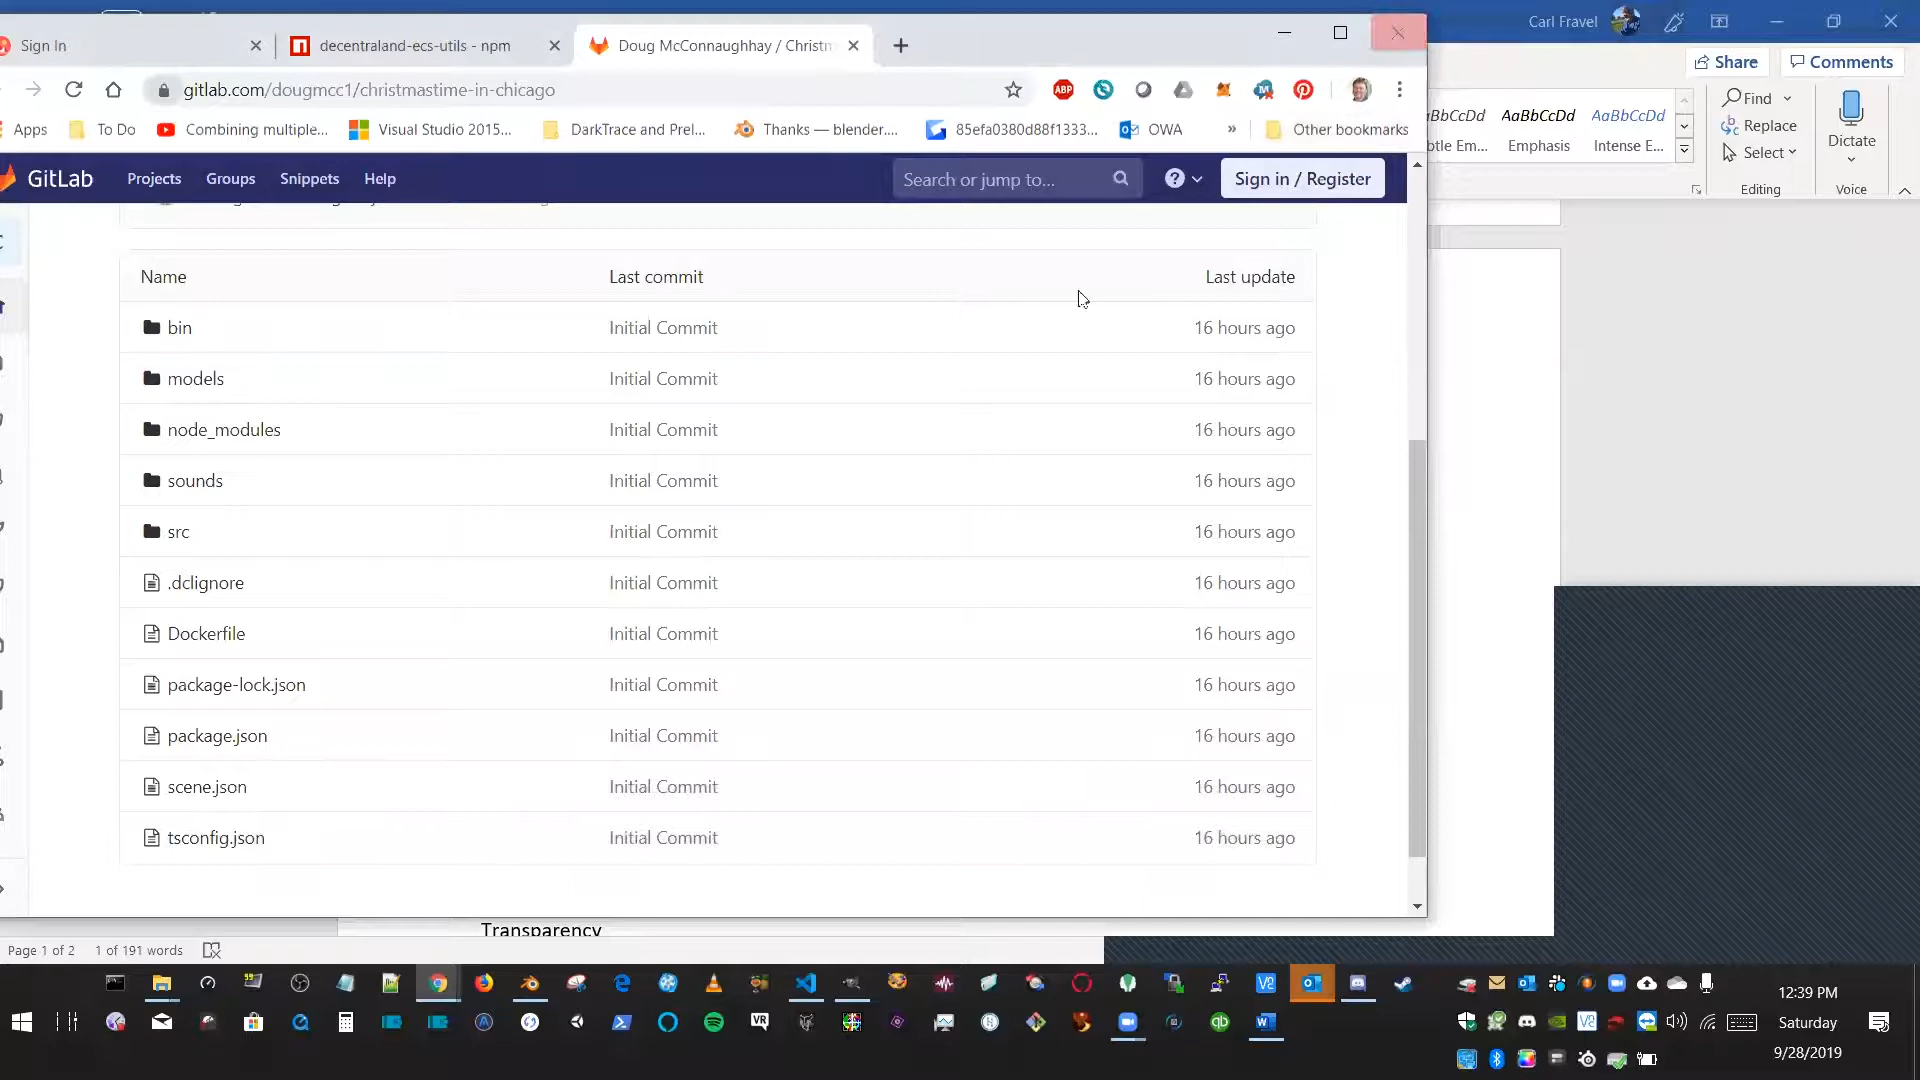 Carl Fravel
Sign In
decentraland-ecs-utils - npm
Doug McConnaughhay / Christm
Share
Comments
gitlab.com/dougmcc1/christmastime-in-chicago
ABP
Apps
To Do
Combining multiple...
Visual Studio 2015...
DarkTrace and Prel...
Thanks — blender....
85efa0380d88f1333...
OWA
»
Other bookmarks
BbCcDd
AaBbCcDd
AaBbCcDd
btle Em...
Emphasis
Intense E...
Find
Replace
Select
Editing
Dictate
Voice
GitLab
Projects
Groups
Snippets
Help
Search or jump to...
Sign in / Register
Name
Last commit
Last update
bin
Initial Commit
16 hours ago
models
Initial Commit
16 hours ago
node_modules
Initial Commit
16 hours ago
sounds
Initial Commit
16 hours ago
src
Initial Commit
16 hours ago
.dclignore
Initial Commit
16 hours ago
Dockerfile
Initial Commit
16 hours ago
package-lock.json
Initial Commit
16 hours ago
package.json
Initial Commit
16 hours ago
scene.json
Initial Commit
16 hours ago
tsconfig.json
Initial Commit
16 hours ago
Transparency
Page 1 of 2
1 of 191 words
12:39 PM
Saturday
9/28/2019